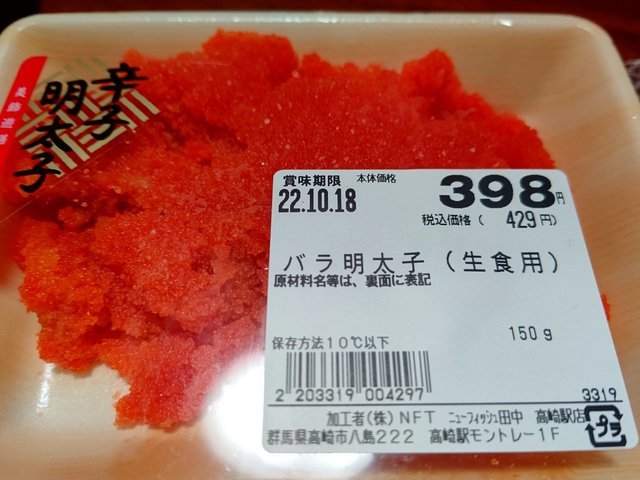 辛子
明太子
賞味期限
本体価格
22.10.18
398円
税込価格( 429円)
バラ明太子(生食用)
原材料名等は、裏面に表記
150g
保存方法10℃以下
2 203319 004297
3319
加工者(株)NFT ニューフィッシュ田中 高崎駅店
群馬県高崎市八島222 高崎駅モントレー1F
プラ